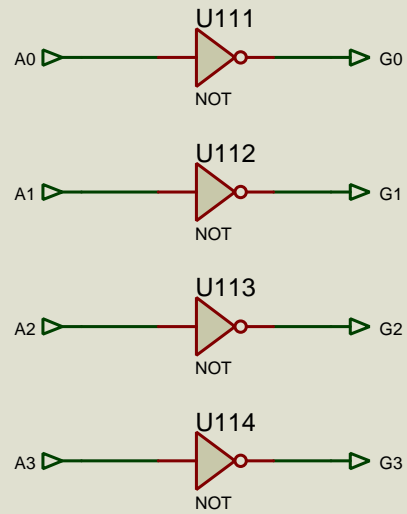 U111
A0 G0
NOT
U112
A1 G1
NOT
U113
A2 G2
NOT
U114
A3 G3
NOT